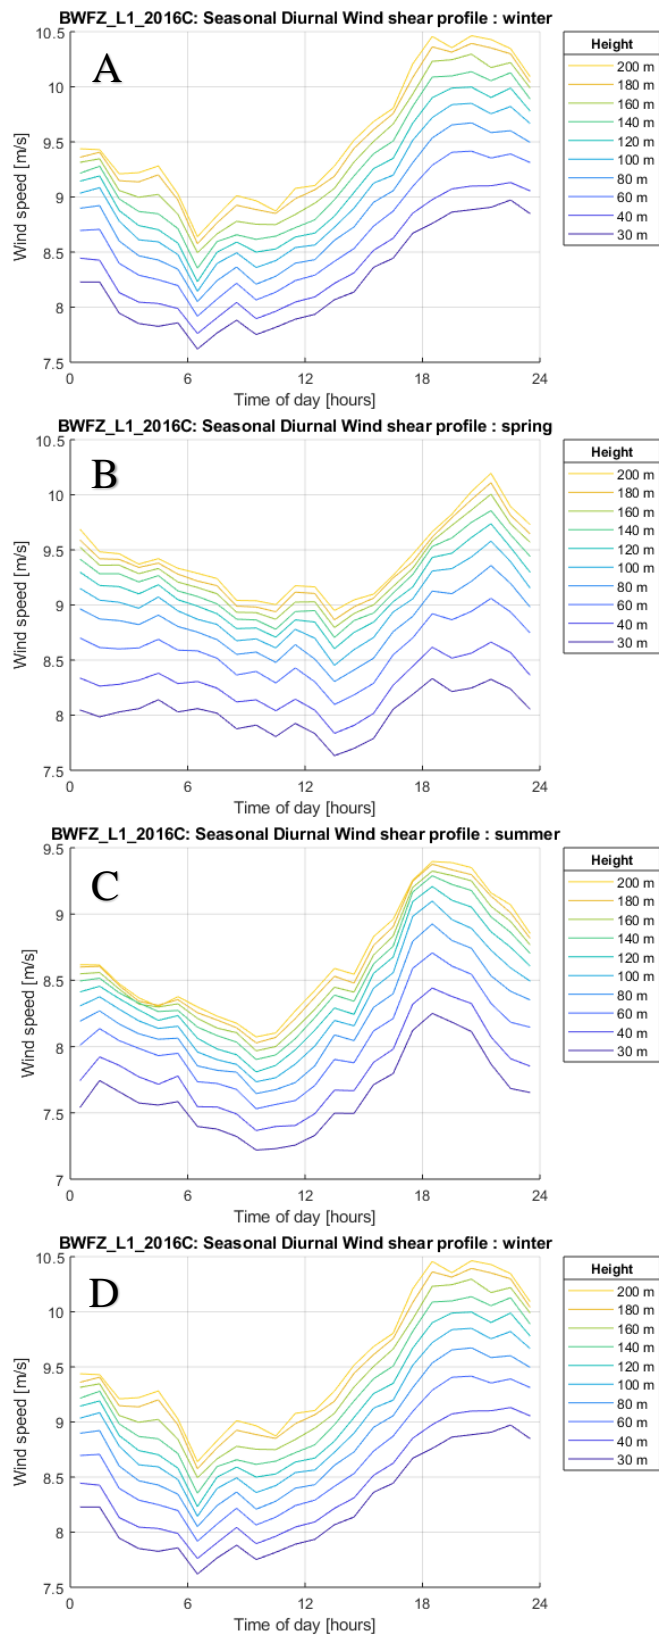 BWFZ_L1_2016C: Seasonal Diurnal Wind shear profile : winter
A
10.5
10
9.5
9
8.5
8
7.5
Wind speed [m/s]
0 6 12 18 24
Time of day [hours]
Height
200 m
180 m
160 m
140 m
120 m
100 m
80 m
60 m
40 m
30 m
BWFZ_L1_2016C: Seasonal Diurnal Wind shear profile : spring
B
10.5
10
9.5
9
8.5
8
7.5
Wind speed [m/s]
0 6 12 18 24
Time of day [hours]
Height
200 m
180 m
160 m
140 m
120 m
100 m
80 m
60 m
40 m
30 m
BWFZ_L1_2016C: Seasonal Diurnal Wind shear profile : summer
C
9.5
9
8.5
8
7.5
7
Wind speed [m/s]
0 6 12 18 24
Time of day [hours]
Height
200 m
180 m
160 m
140 m
120 m
100 m
80 m
60 m
40 m
30 m
BWFZ_L1_2016C: Seasonal Diurnal Wind shear profile : winter
D
10.5
10
9.5
9
8.5
8
7.5
Wind speed [m/s]
0 6 12 18 24
Time of day [hours]
Height
200 m
180 m
160 m
140 m
120 m
100 m
80 m
60 m
40 m
30 m